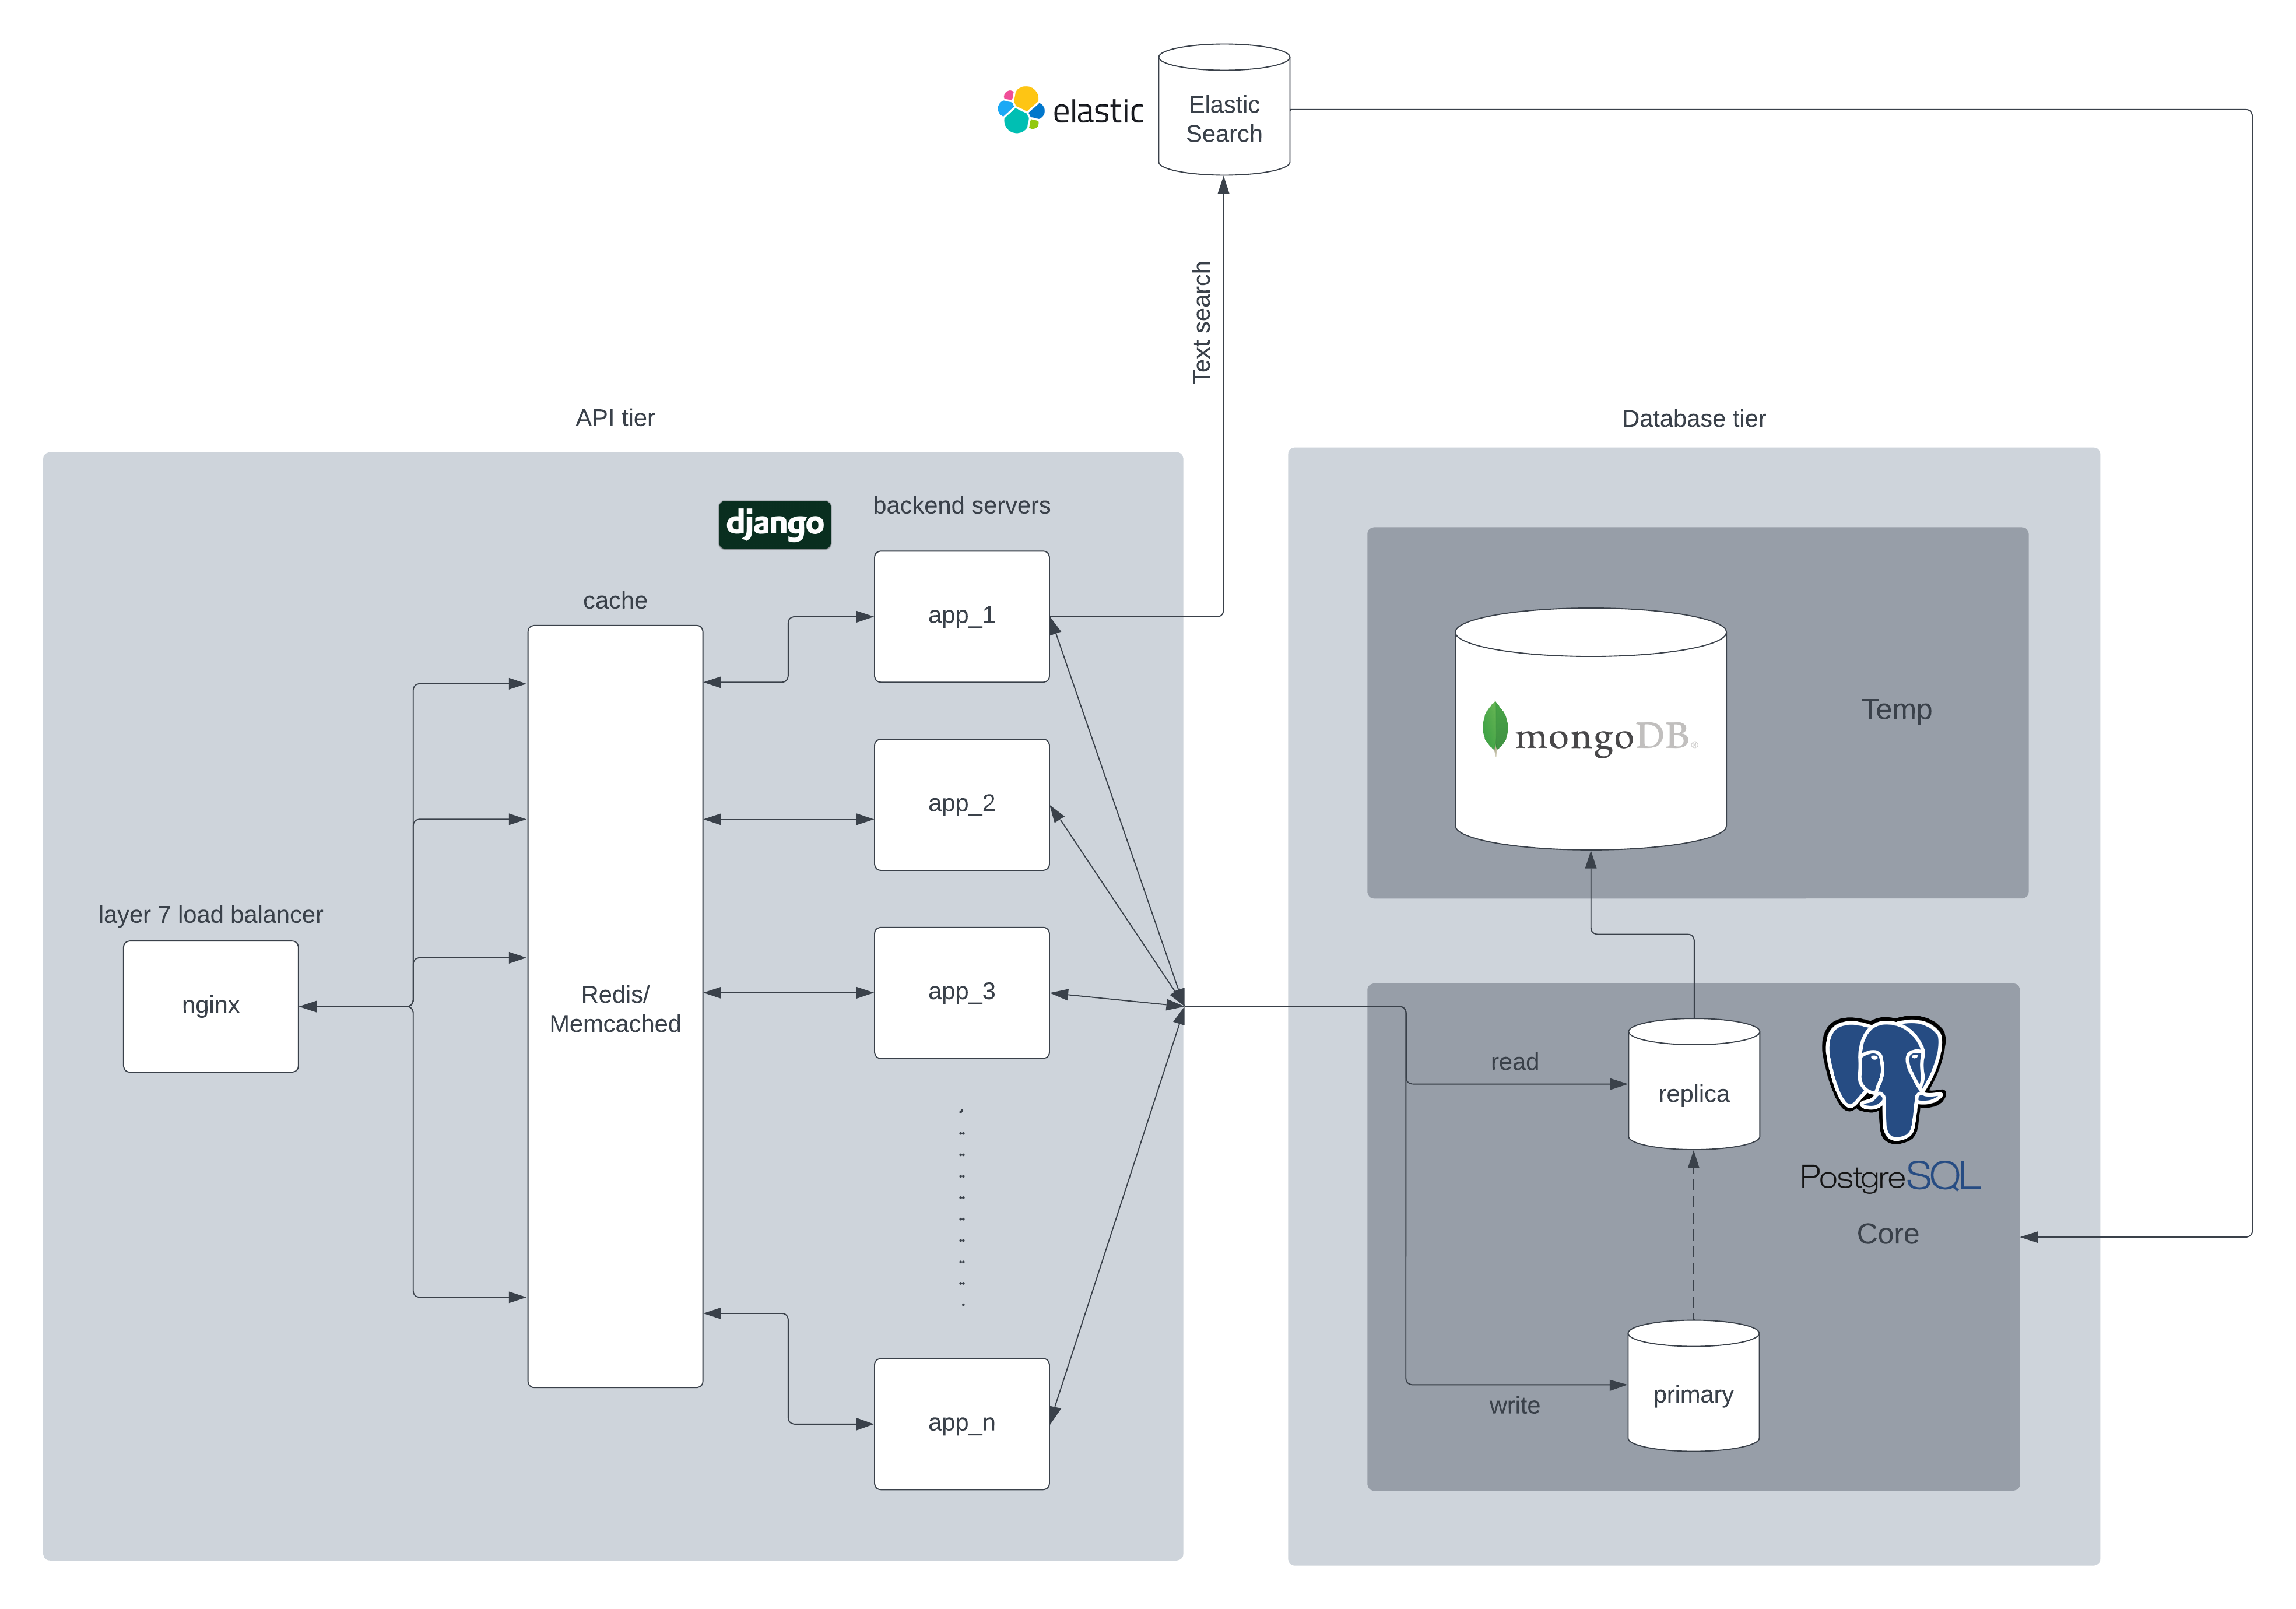 elastic
Elastic
Search
Text search
API tier
Database tier
django
backend servers
cache
app_1
app_2
app_3
app_n
layer 7 load balancer
nginx
Redis/
Memcached
mongoDB®
Temp
read
replica
PostgreSQL
Core
write
primary